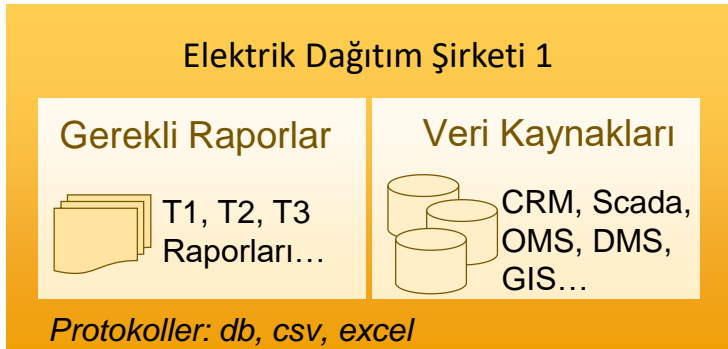 Elektrik Dağıtım Şirketi 1
Gerekli Raporlar
T1, T2, T3
Raporları…
Veri Kaynakları
CRM, Scada,
OMS, DMS,
GIS…
Protokoller: db, csv, excel